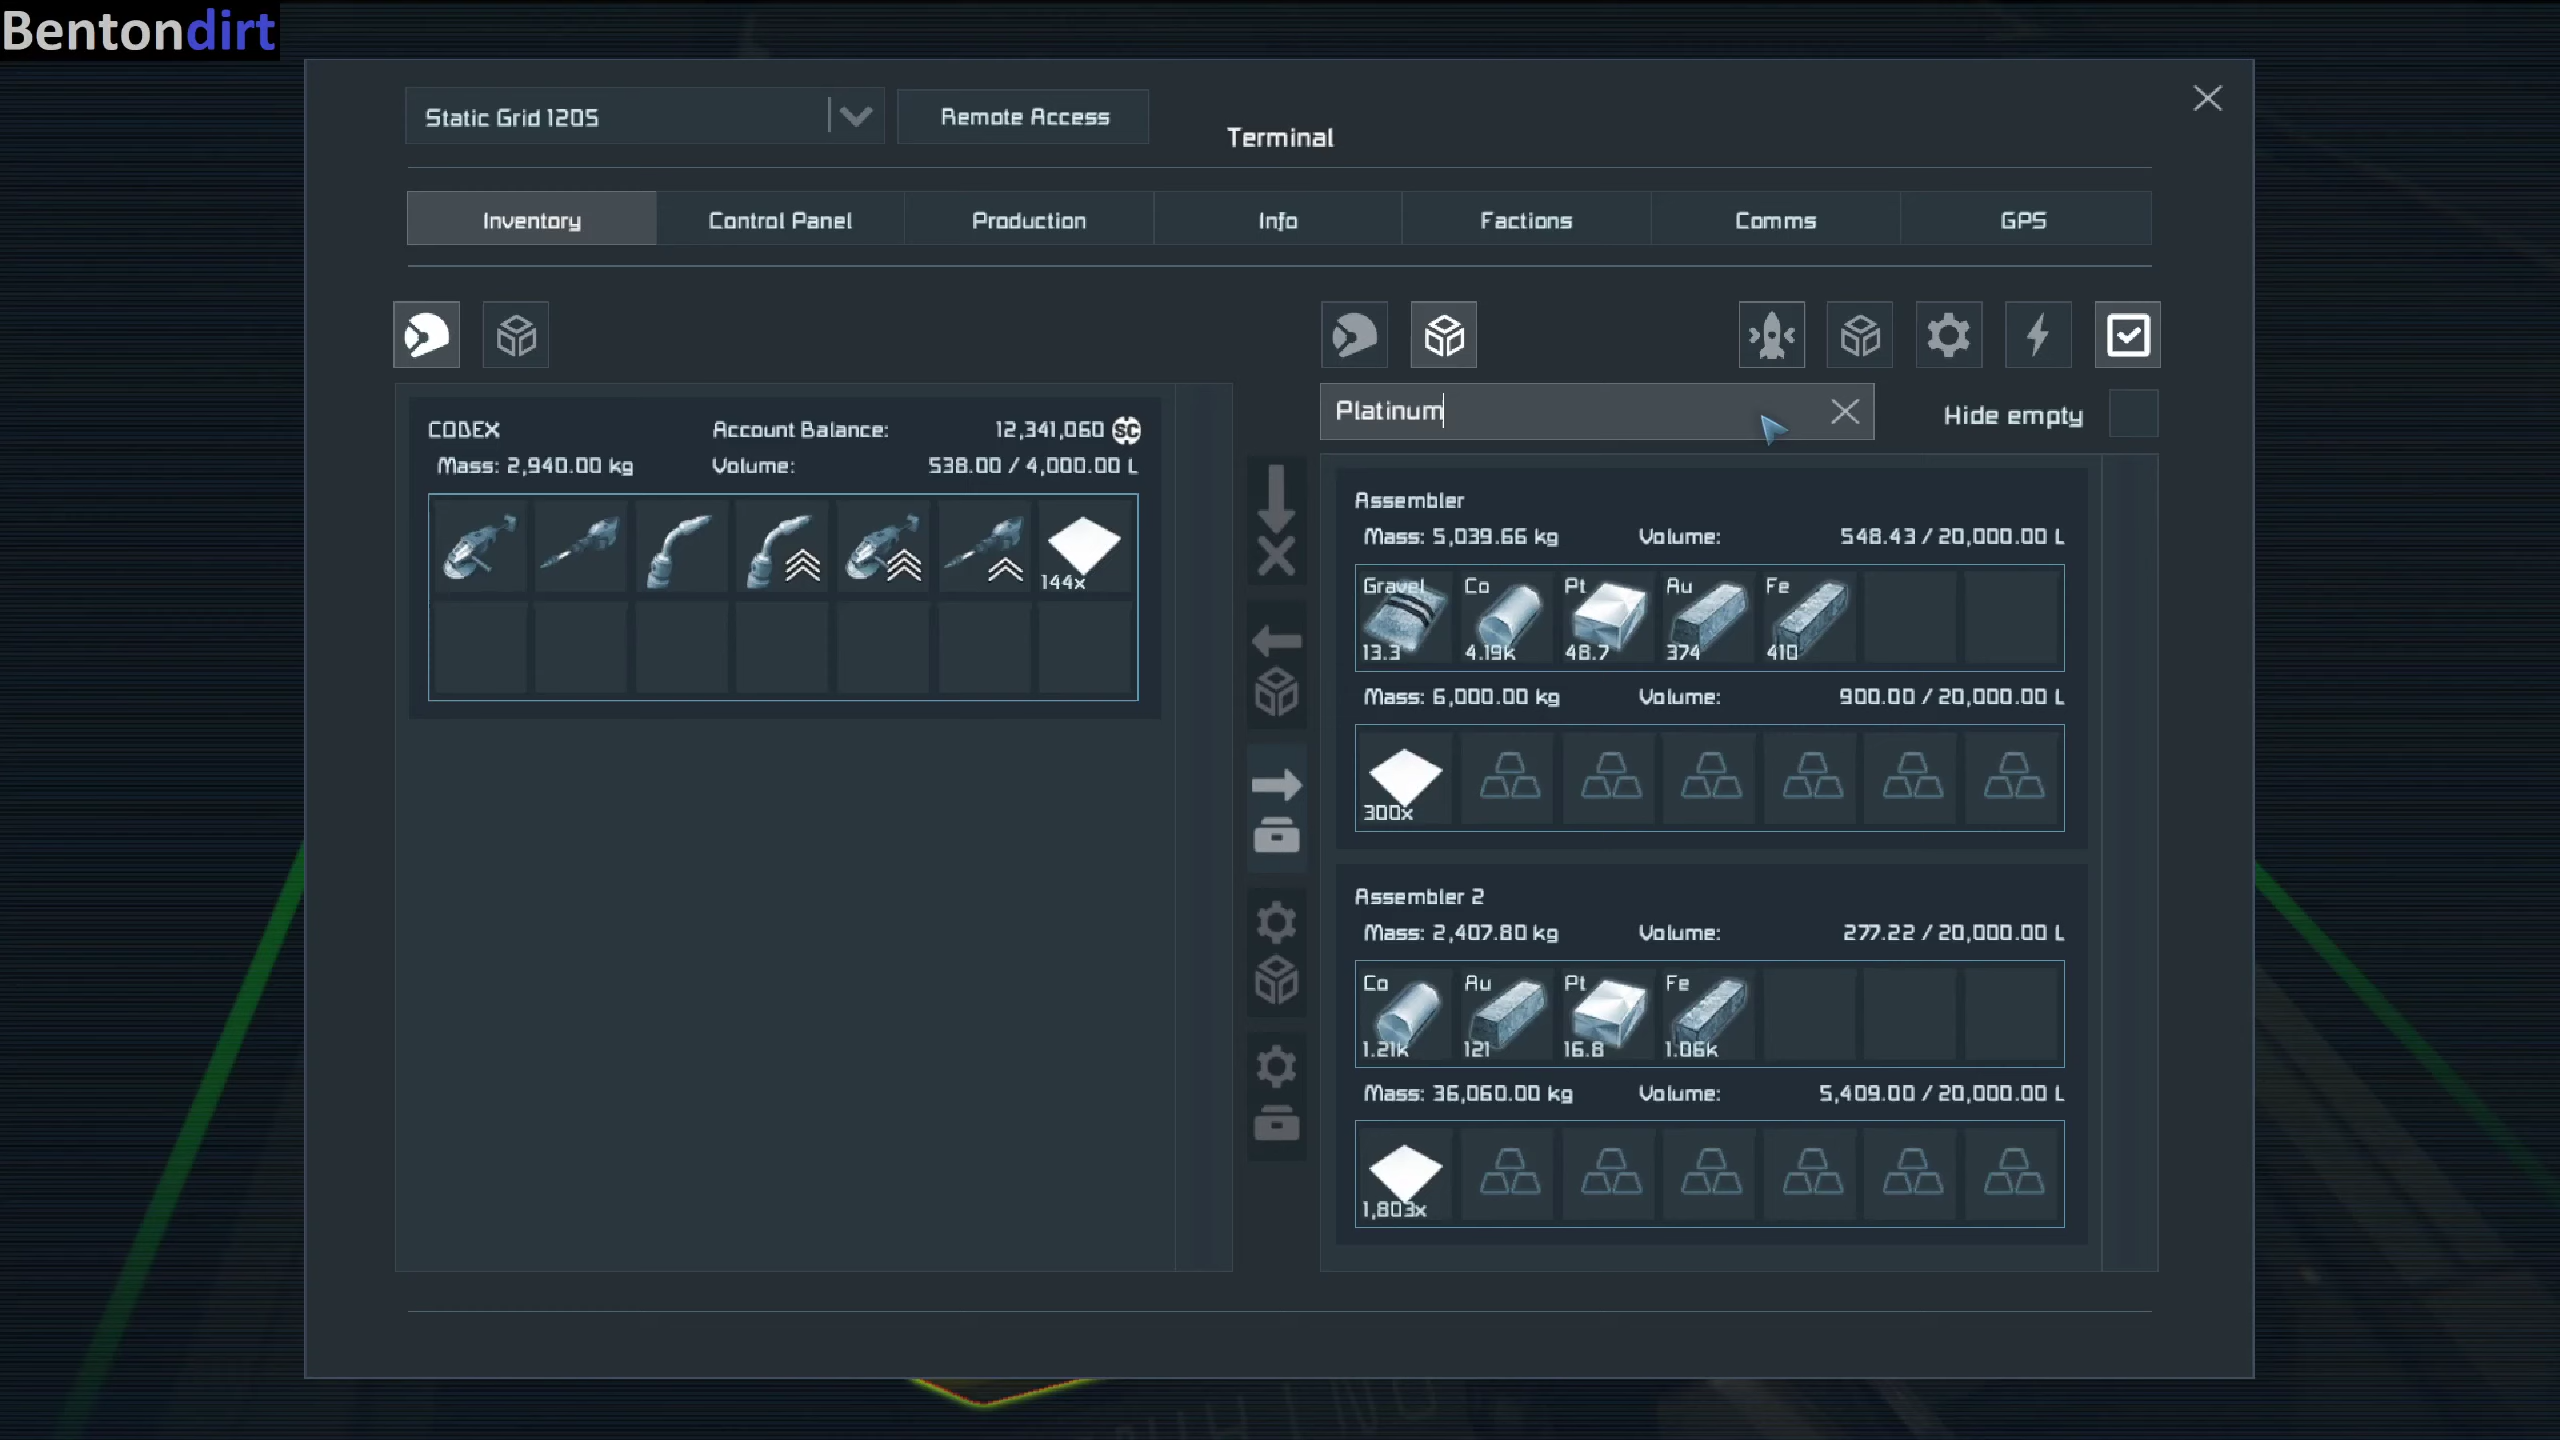 Bentondirt
Static Grid 1205
Remote Access
Terminal
Inventory
Control Panel
Production
Info
Factions
Comms
GPS
Platinum
Hide empty
CODEX
Account Balance:
12,341,060 SC
Mass: 2,940.00 kg
Volume:
538.00 / 4,000.00 L
144x
Assembler
Mass: 5,039.66 kg
Volume:
548.43 / 20,000.00 L
Gravel
Co
Pt
Au
Fe
13.3
4.19k
48.7
374
410
Mass: 6,000.00 kg
Volume:
900.00 / 20,000.00 L
300x
Assembler 2
Mass: 2,407.80 kg
Volume:
277.22 / 20,000.00 L
Co
Au
Pt
Fe
1.21k
121
16.8
1.06k
Mass: 36,060.00 kg
Volume:
5,409.00 / 20,000.00 L
1,803x